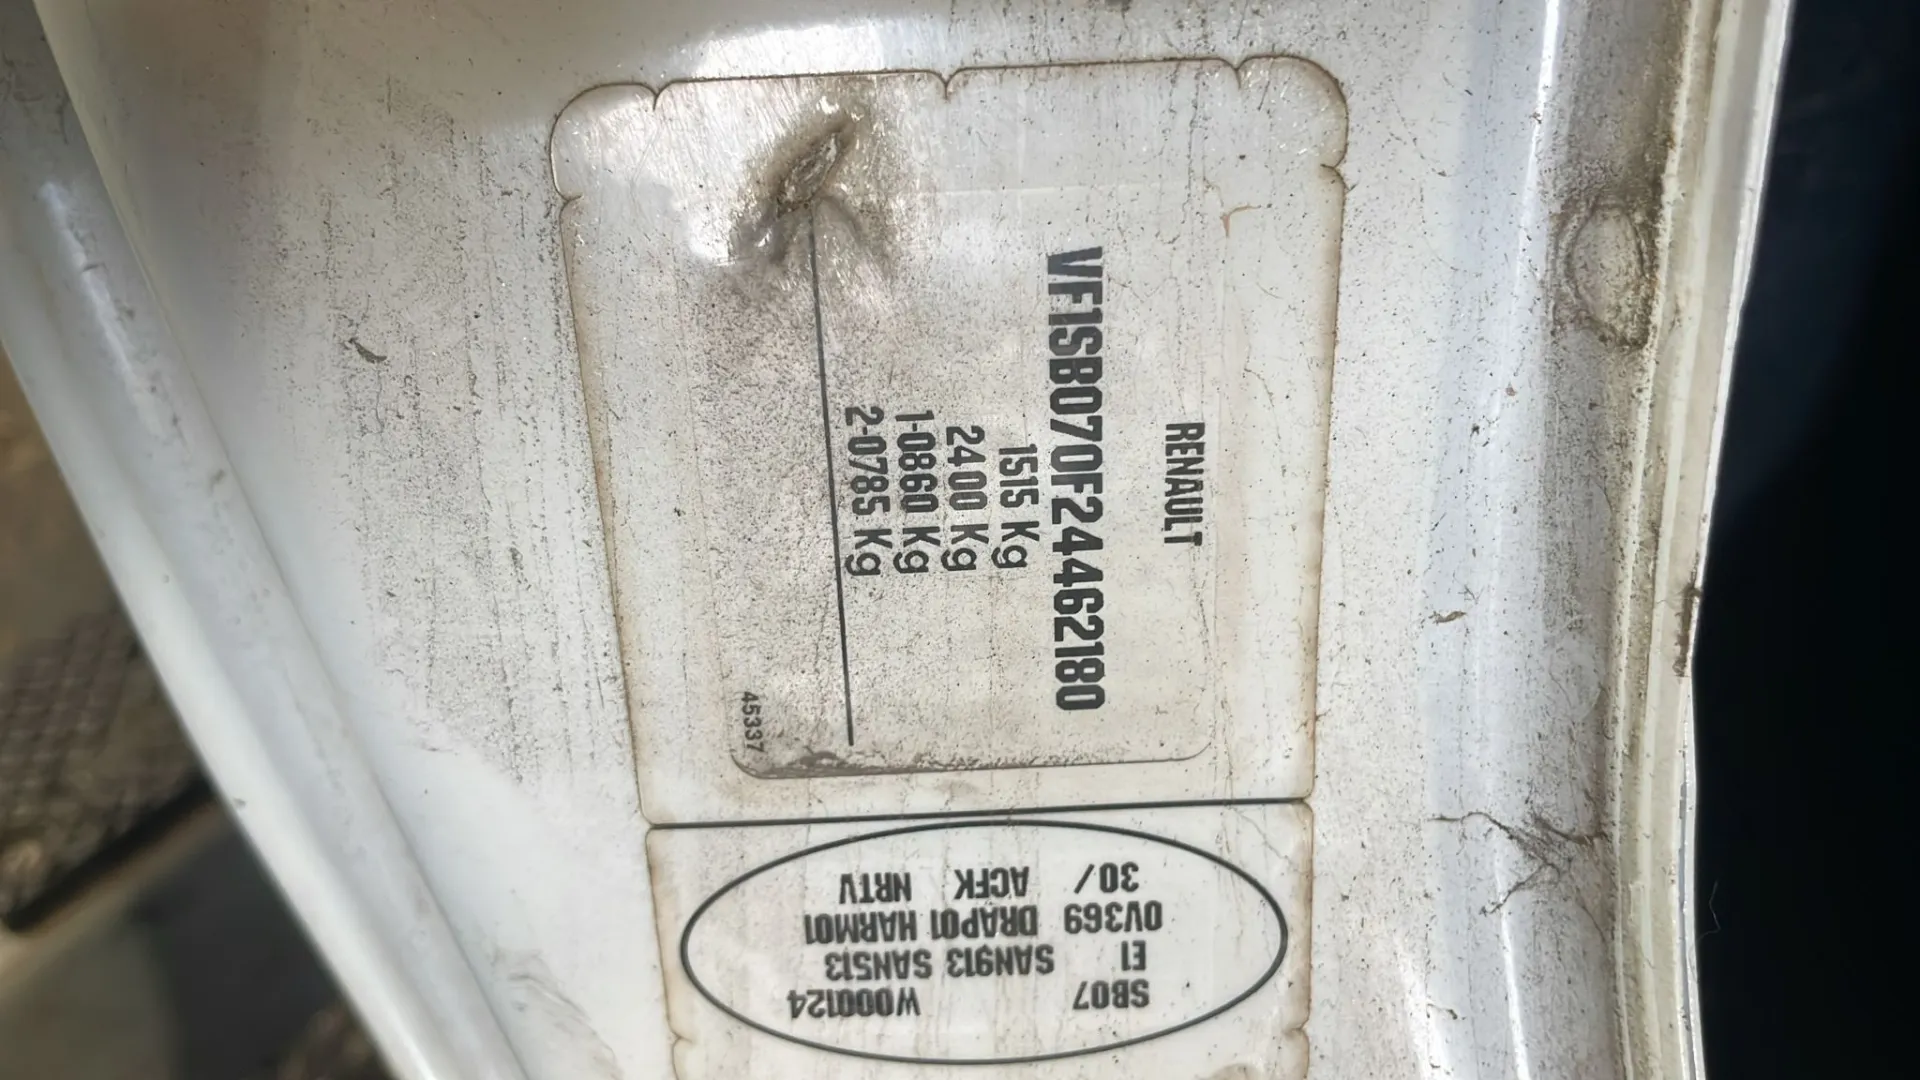 RENAULT
VF1SB070F24462180
1515 Kg
2400 Kg
1-0860 Kg
2-0785 Kg
45337
SB07 W000124
E1 SAN913 SAN513
0V369 DRAP01 HARM01
30/ ACFK NRTV